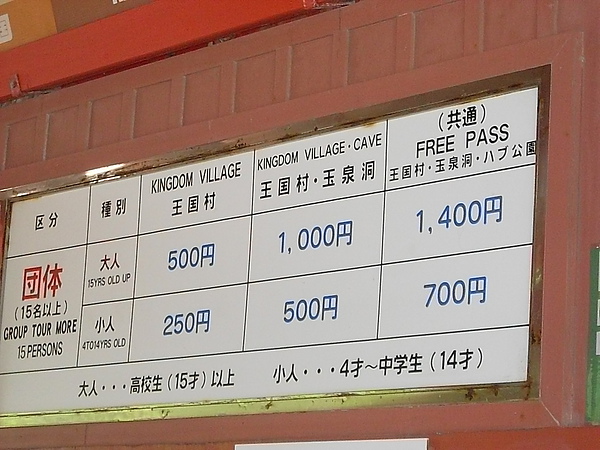 区分
種別
KINGDOM VILLAGE
王国村
KINGDOM VILLAGE・CAVE
王国村・玉泉洞
(共通)
FREE PASS
王国村・玉泉洞・ハブ公園
団体
(15名以上)
GROUP TOUR MORE
15 PERSONS
大人
15YRS OLD UP
500円
1,000円
1,400円
小人
4TO14YRS OLD
250円
500円
700円
大人・・・高校生(15才)以上 小人・・・4才〜中学生(14才)